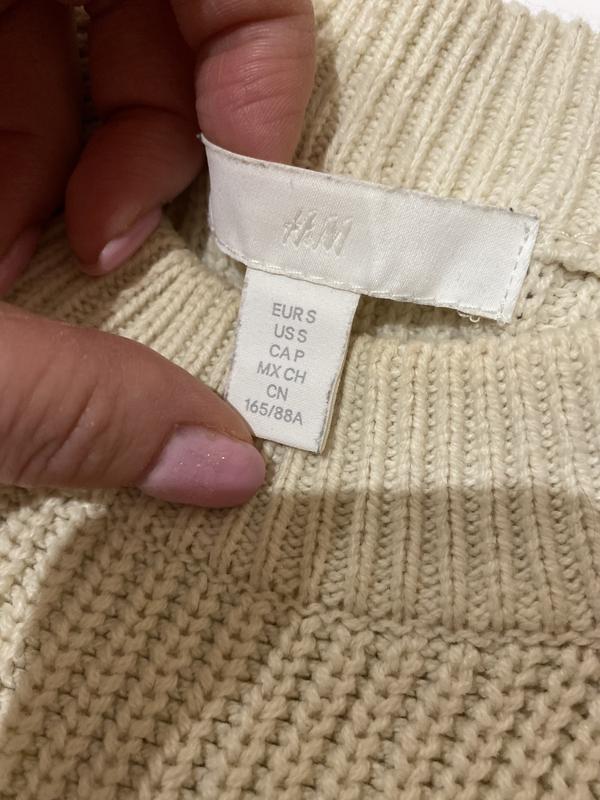 H&M
EUR S
US S
CA P
MX CH
CN
165/88A